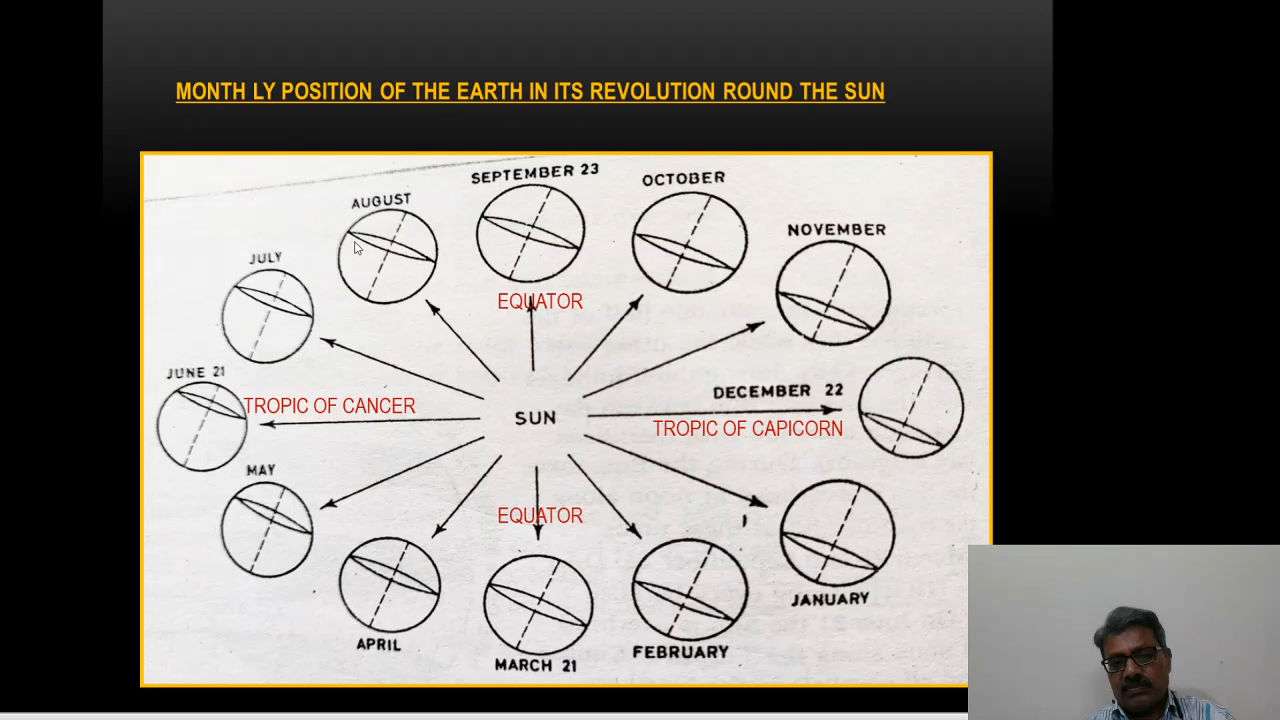 MONTH LY POSITION OF THE EARTH IN ITS REVOLUTION ROUND THE SUN
SEPTEMBER 23
OCTOBER
AUGUST
NOVEMBER
JULY
EQUATOR
JUNE 21
DECEMBER 22
TROPIC OF CANCER
SUN
TROPIC OF CAPICORN
MAY
EQUATOR
JANUARY
APRIL
FEBRUARY
MARCH 21